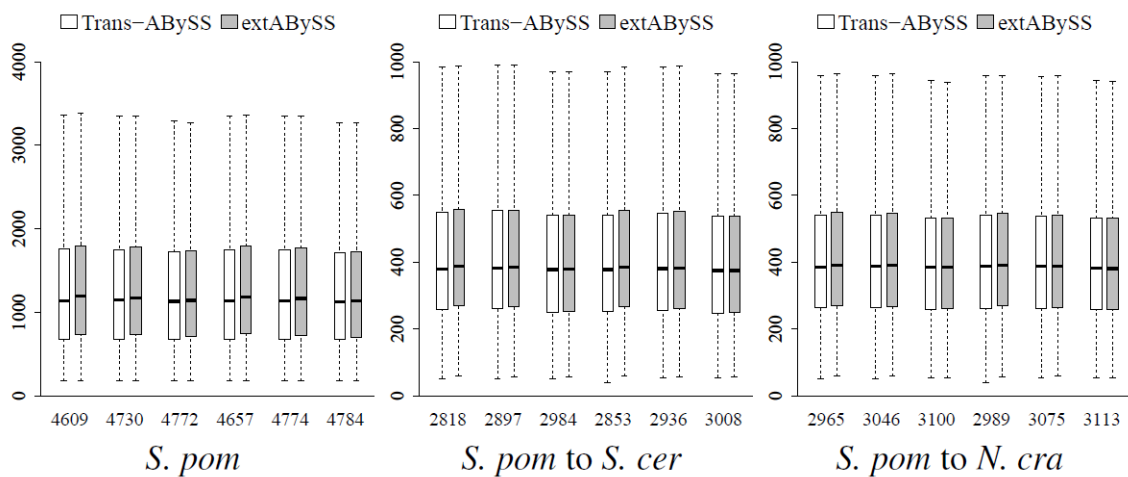 Trans−ABySS extABySS
4000
3000
2000
1000
0
4609 4730 4772 4657 4774 4784
S. pom
Trans−ABySS extABySS
1000
800
600
400
200
0
2818 2897 2984 2853 2936 3008
S. pom to S. cer
Trans−ABySS extABySS
1000
800
600
400
200
0
2965 3046 3100 2989 3075 3113
S. pom to N. cra